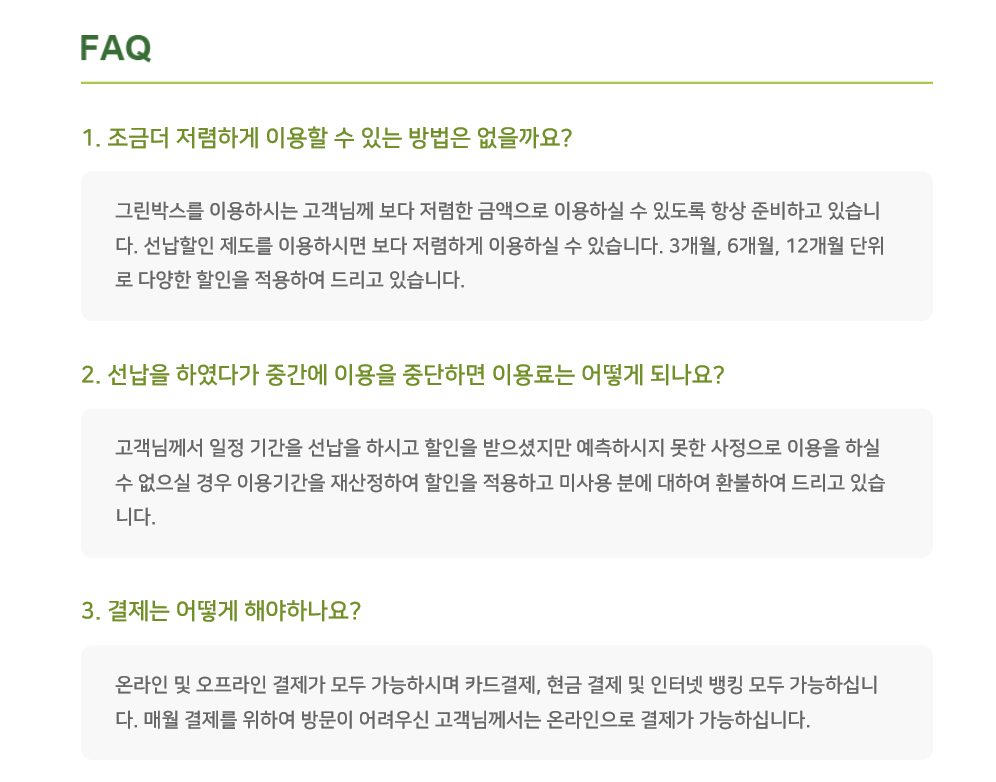 FAQ
1. 조금더 저렴하게 이용할 수 있는 방법은 없을까요?
그린박스를 이용하시는 고객님께 보다 저렴한 금액으로 이용하실 수 있도록 항상 준비하고 있습니
다. 선납할인 제도를 이용하시면 보다 저렴하게 이용하실 수 있습니다. 3개월, 6개월, 12개월 단위
로 다양한 할인을 적용하여 드리고 있습니다.
2. 선납을 하였다가 중간에 이용을 중단하면 이용료는 어떻게 되나요?
고객님께서 일정 기간을 선납을 하시고 할인을 받으셨지만 예측하시지 못한 사정으로 이용을 하실
수 없으실 경우 이용기간을 재산정하여 할인을 적용하고 미사용 분에 대하여 환불하여 드리고 있습
니다.
3. 결제는 어떻게 해야하나요?
온라인 및 오프라인 결제가 모두 가능하시며 카드결제, 현금 결제 및 인터넷 뱅킹 모두 가능하십니
다. 매월 결제를 위하여 방문이 어려우신 고객님께서는 온라인으로 결제가 가능하십니다.